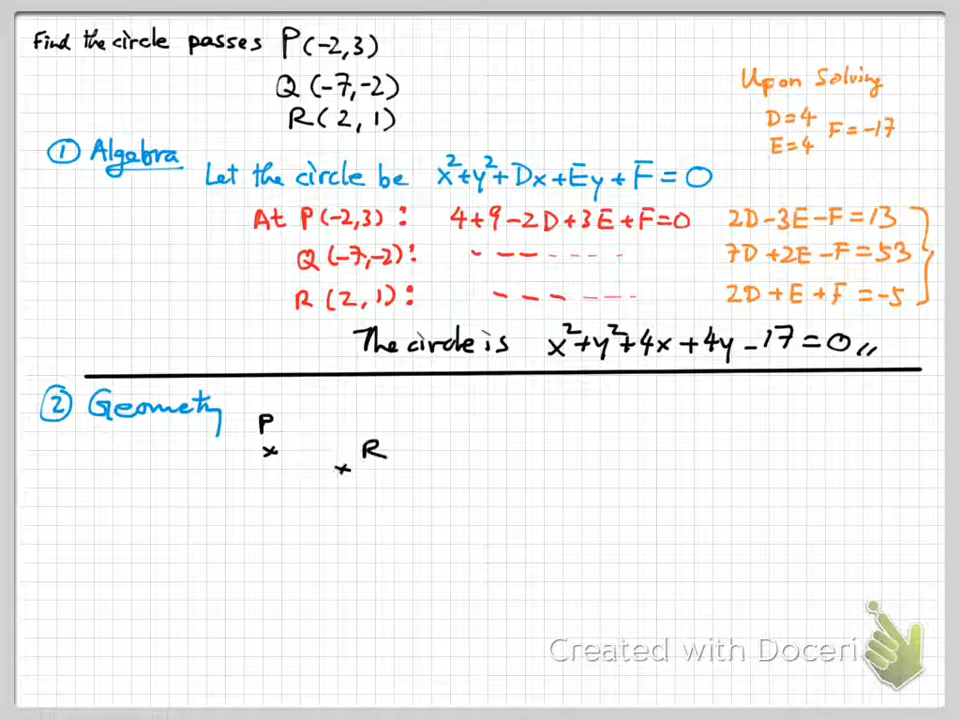 Find the circle passes P(-2,3)
Q(-7,-2)
R(2,1)
Upon Solving
D=4
E=4
F=-17
① Algebra
Let the circle be x²+y²+Dx+Ey+F=0
At P(-2,3): 4+9-2D+3E+F=0 2D-3E-F=13
Q(-7,-2): 7D+2E-F=53
R(2,1): 2D+E+F=-5
The circle is x²+y²+4x+4y-17=0
② Geometry
P
R
Created with Doceri